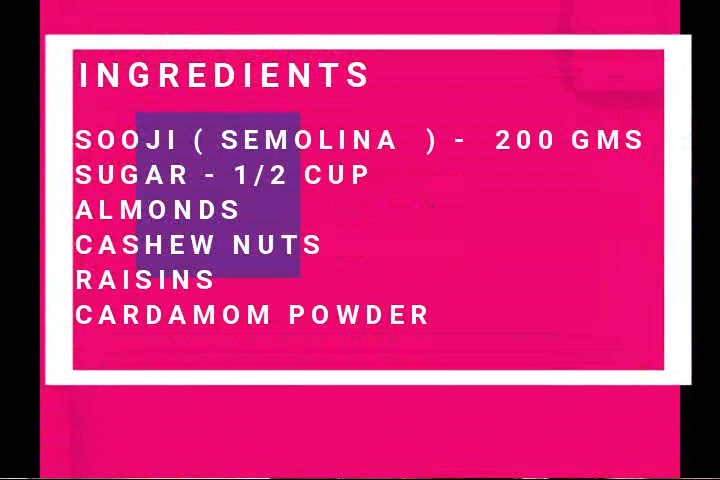 INGREDIENTS
SOOJI ( SEMOLINA ) - 200 GMS
SUGAR - 1/2 CUP
ALMONDS
CASHEW NUTS
RAISINS
CARDAMOM POWDER